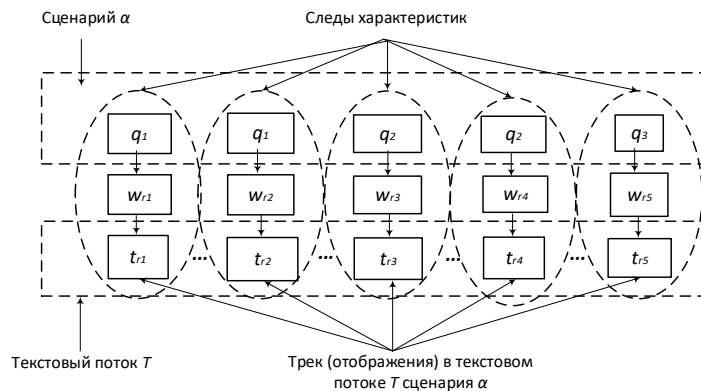 Сценарий α
Следы характеристик
q1 q1 q2 q2 q3
wr1 wr2 wr3 wr4 wr5
tr1 ... tr2 ... tr3 ... tr4 ... tr5
Текстовый поток T
Трек (отображения) в текстовом
потоке T сценария α